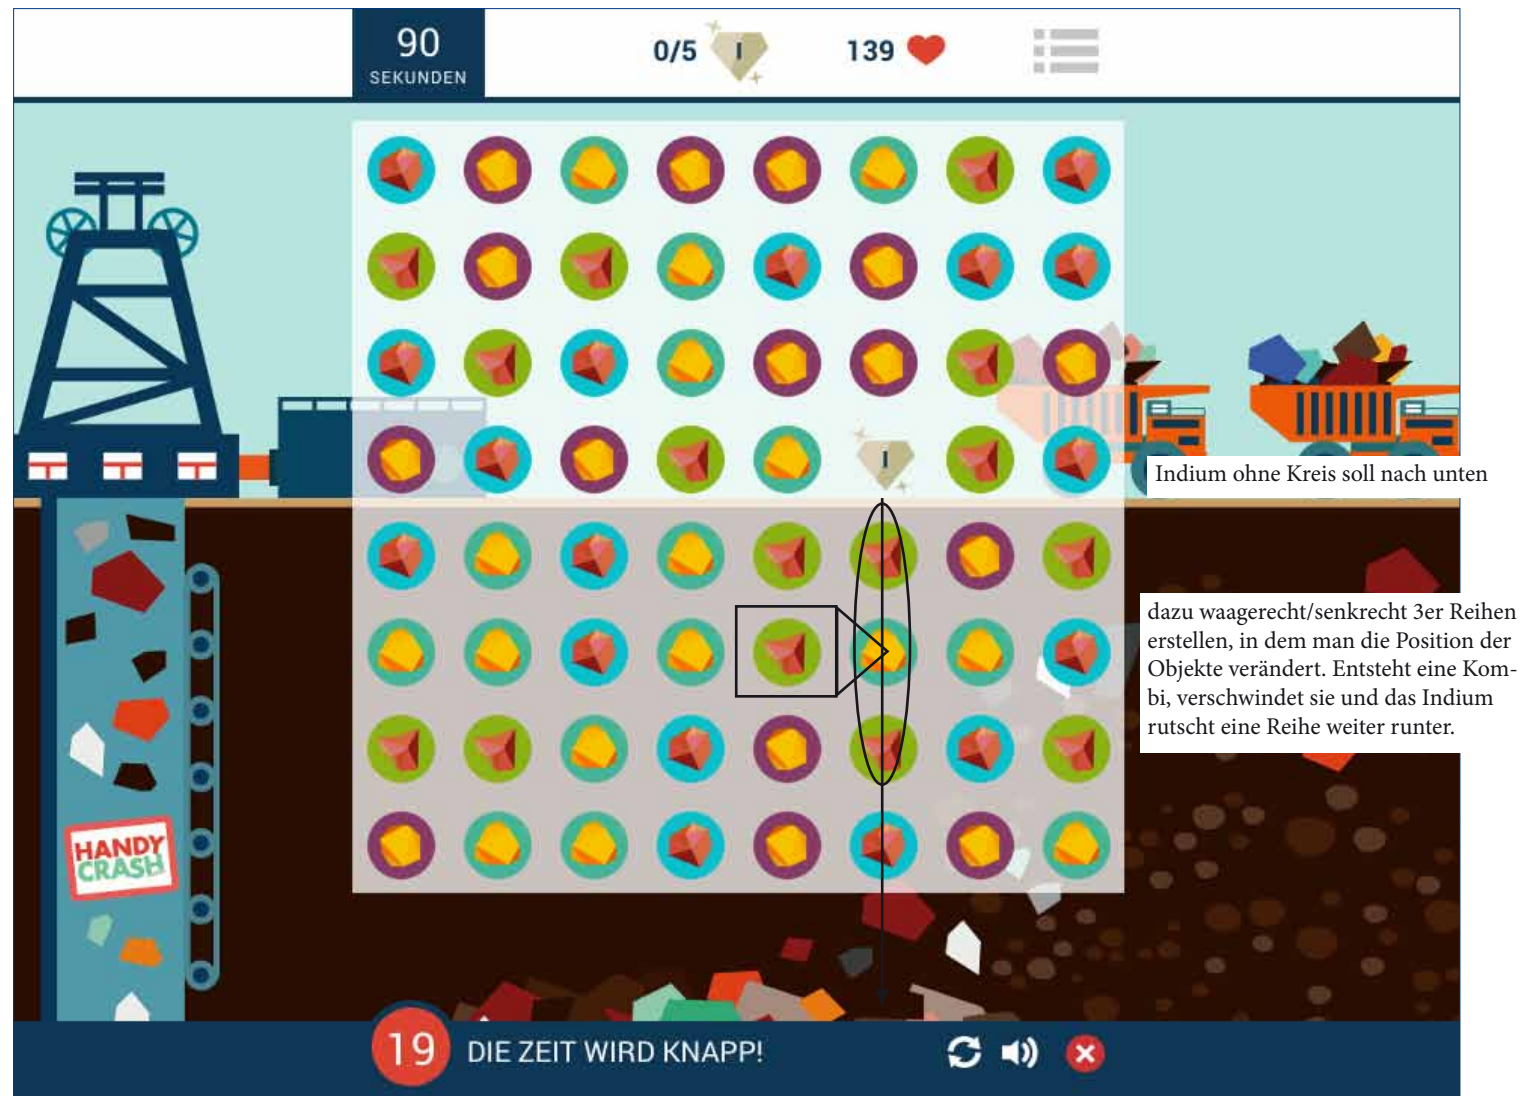 90
SEKUNDEN
0/5
I
139
I
Indium ohne Kreis soll nach unten
dazu waagerecht/senkrecht 3er Reihen
erstellen, in dem man die Position der
Objekte verändert. Entsteht eine Kom-
bi, verschwindet sie und das Indium
rutscht eine Reihe weiter runter.
HANDY
CRASH
19
DIE ZEIT WIRD KNAPP!